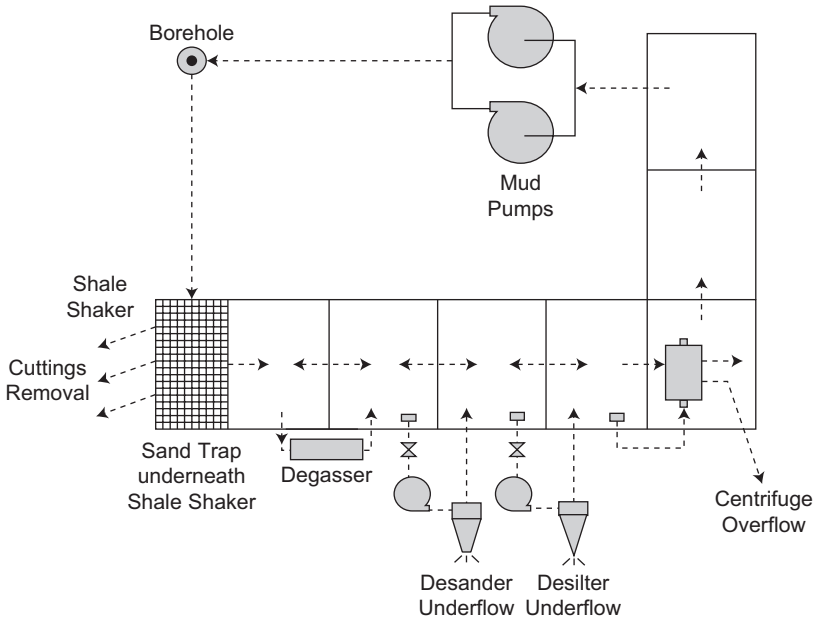 Borehole
Mud
Pumps
Shale
Shaker
Cuttings
Removal
Sand Trap
underneath
Shale Shaker
Degasser
Centrifuge
Overflow
Desander
Underflow
Desilter
Underflow